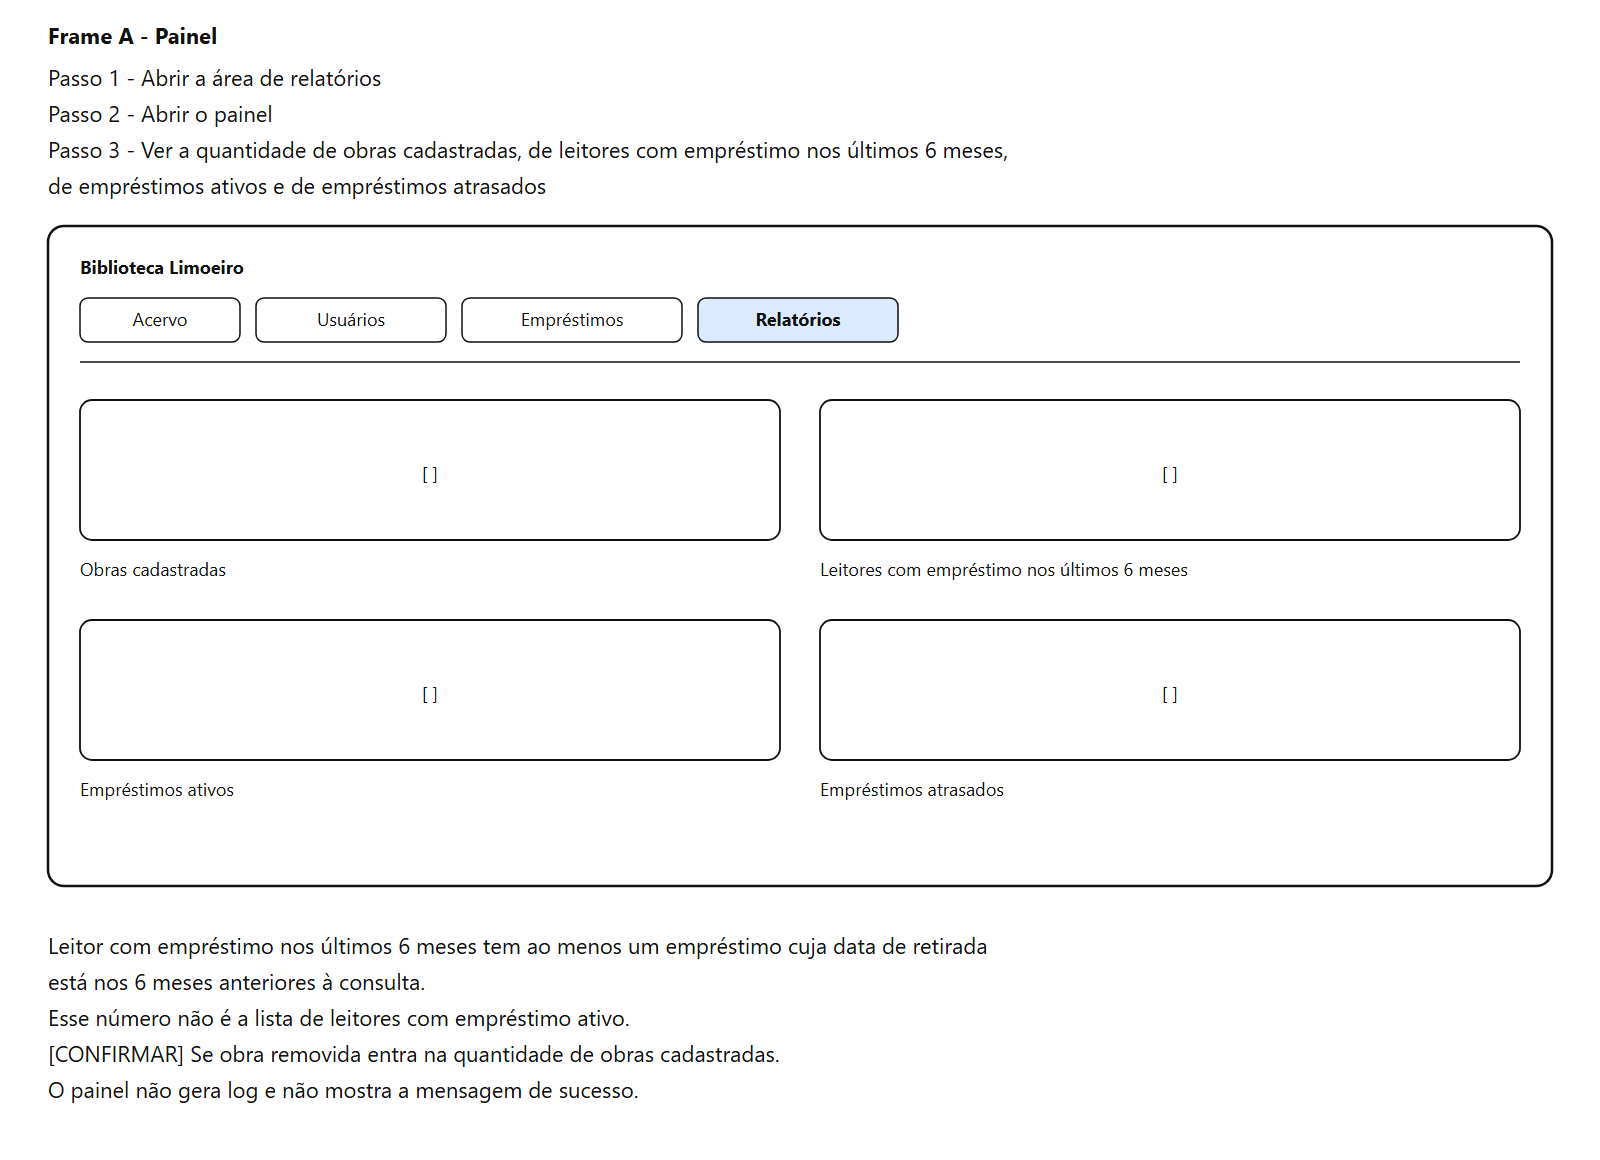 Frame A - Painel
Passo 1 - Abrir a área de relatórios
Passo 2 - Abrir o painel
Passo 3 - Ver a quantidade de obras cadastradas, de leitores com empréstimo nos últimos 6 meses,
de empréstimos ativos e de empréstimos atrasados
Biblioteca Limoeiro
Acervo
Usuários
Empréstimos
Relatórios
[ ]
[ ]
Obras cadastradas
Leitores com empréstimo nos últimos 6 meses
[ ]
[ ]
Empréstimos ativos
Empréstimos atrasados
Leitor com empréstimo nos últimos 6 meses tem ao menos um empréstimo cuja data de retirada
está nos 6 meses anteriores à consulta.
Esse número não é a lista de leitores com empréstimo ativo.
[CONFIRMAR] Se obra removida entra na quantidade de obras cadastradas.
O painel não gera log e não mostra a mensagem de sucesso.